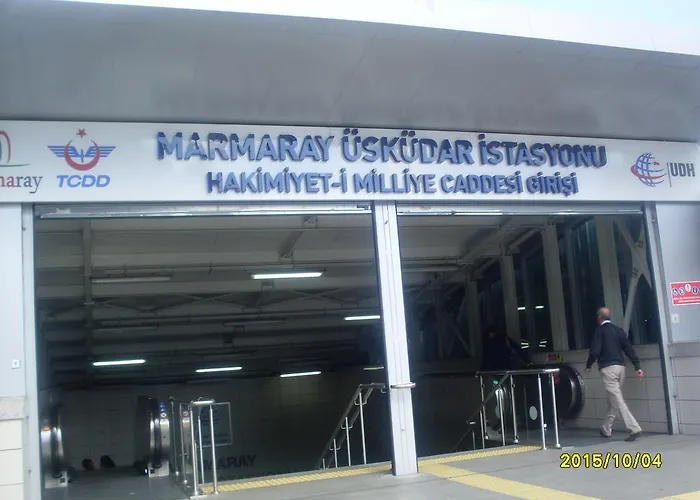 MARMARAY ÜSKÜDAR İSTASYONU
HAKİMİYET-İ MİLLİYE CADDESİ GİRİŞİ
maray
TCDD
UDH
MARMARAY
2015/10/04